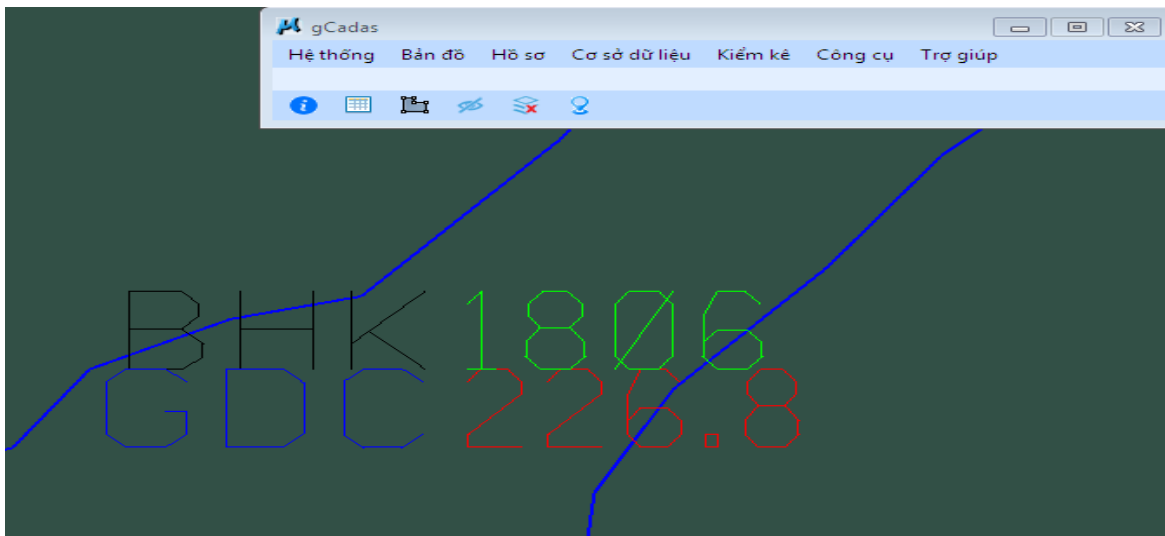 gCadas
Hệ thống Bản đồ Hồ sơ Cơ sở dữ liệu Kiểm kê Công cụ Trợ giúp
BHK 1806
GDC 226.8